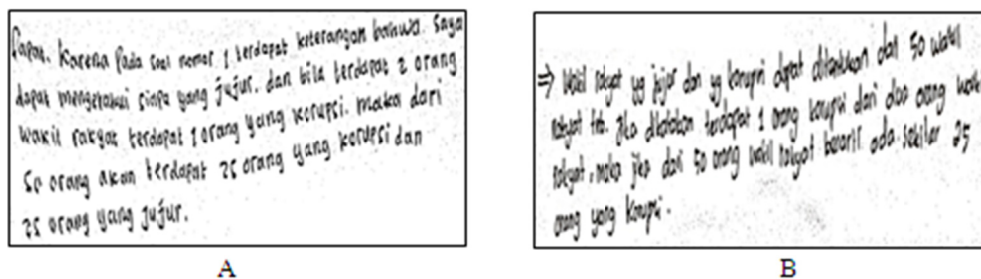 Dapat. Karena Pada soal nomor 1 terdapat keterangan bahwa. Saya
dapat mengetahui siapa yang jujur. dan bila terdapat 2 orang
wakil rakyat terdapat 1 orang yang korupsi. maka dari
50 orang akan terdapat 25 orang yang korupsi dan
25 orang yang jujur.
A
⇒ Wakil rakyat yg jujur dan yg korupsi dapat ditentukan dari 50 wakil
rakyat tsb. Jika dikatakan terdapat 1 orang korupsi dari dua orang wakil
rakyat, maka jika dari 50 orang wakil rakyat berarti ada sekitar 25
orang yang korupsi.
B